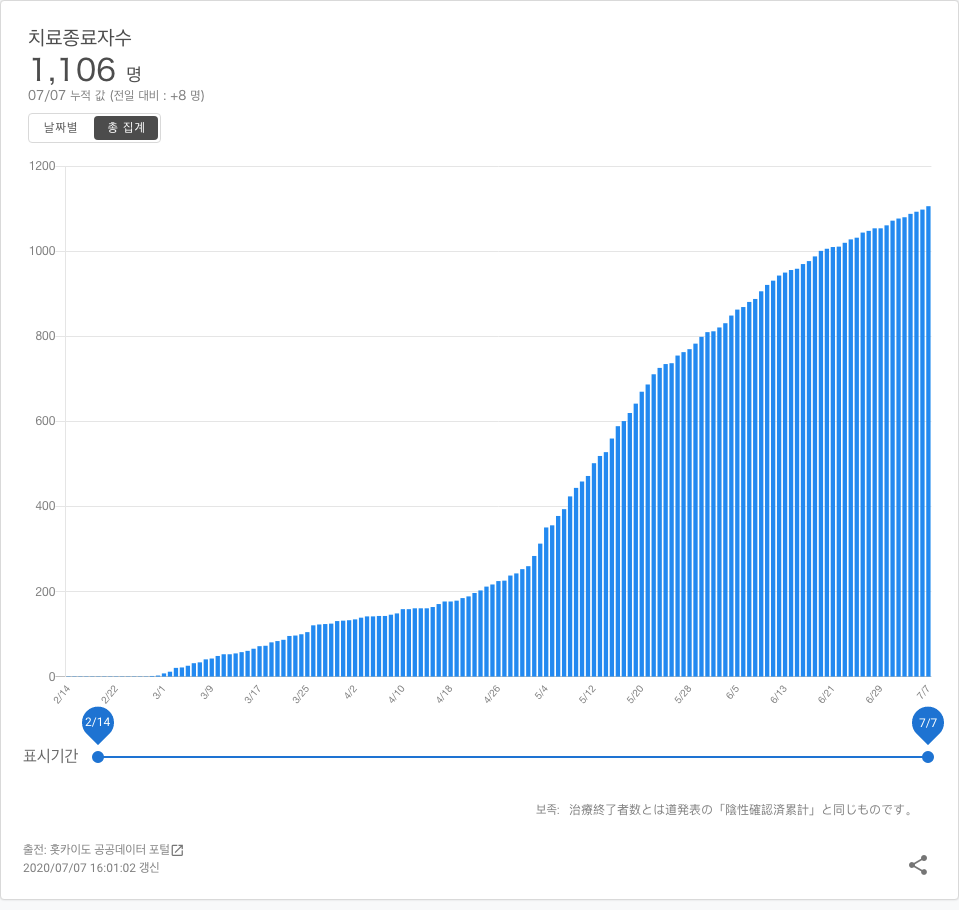 치료종료자수
1,106 명
07/07 누적 값 (전일 대비 : +8 명)
날짜별 총 집계
1200
1000
800
600
400
200
0
2/14 2/22 3/1 3/9 3/17 3/25 4/2 4/10 4/18 4/26 5/4 5/12 5/20 5/28 6/5 6/13 6/21 6/29 7/7
2/14 7/7
표시기간
보족: 治療終了者数とは道発表の「陰性確認済累計」と同じものです。
출전: 홋카이도 공공데이터 포털
2020/07/07 16:01:02 갱신